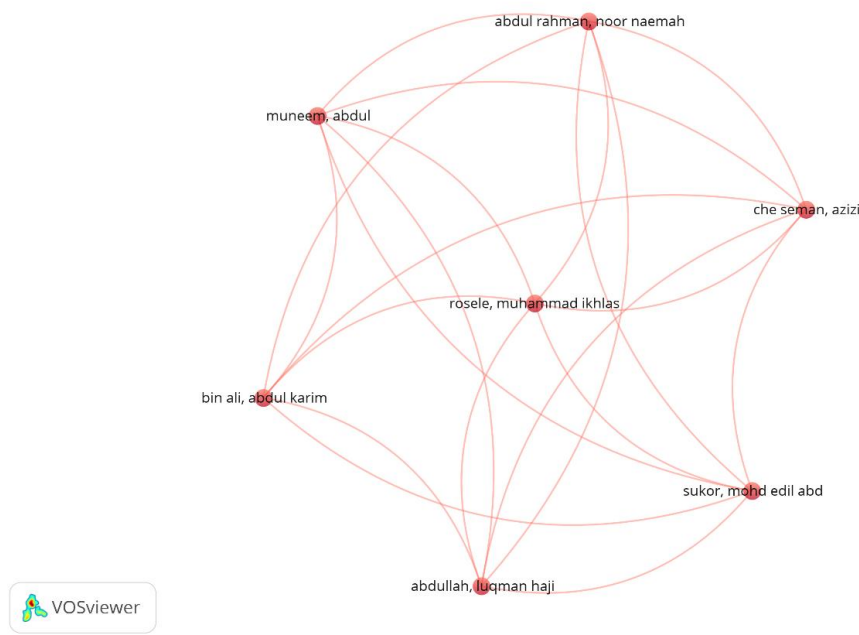 abdul rahman, noor naemah
muneem, abdul
che seman, azizi
rosele, muhammad ikhlas
bin ali, abdul karim
sukor, mohd edil abd
abdullah, luqman haji
VOSviewer